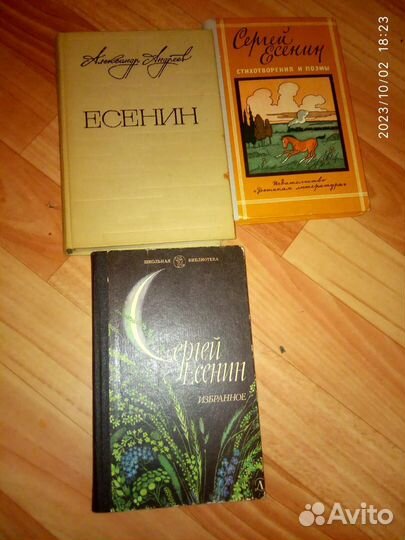 Александр Андреев
ЕСЕНИН
Сергей Есенин
СТИХОТВОРЕНИЯ И ПОЭМЫ
Издательство
«Детская литература»
2023/10/02 18:23
ШКОЛЬНАЯ БИБЛИОТЕКА
Сергей
Есенин
ИЗБРАННОЕ
Avito